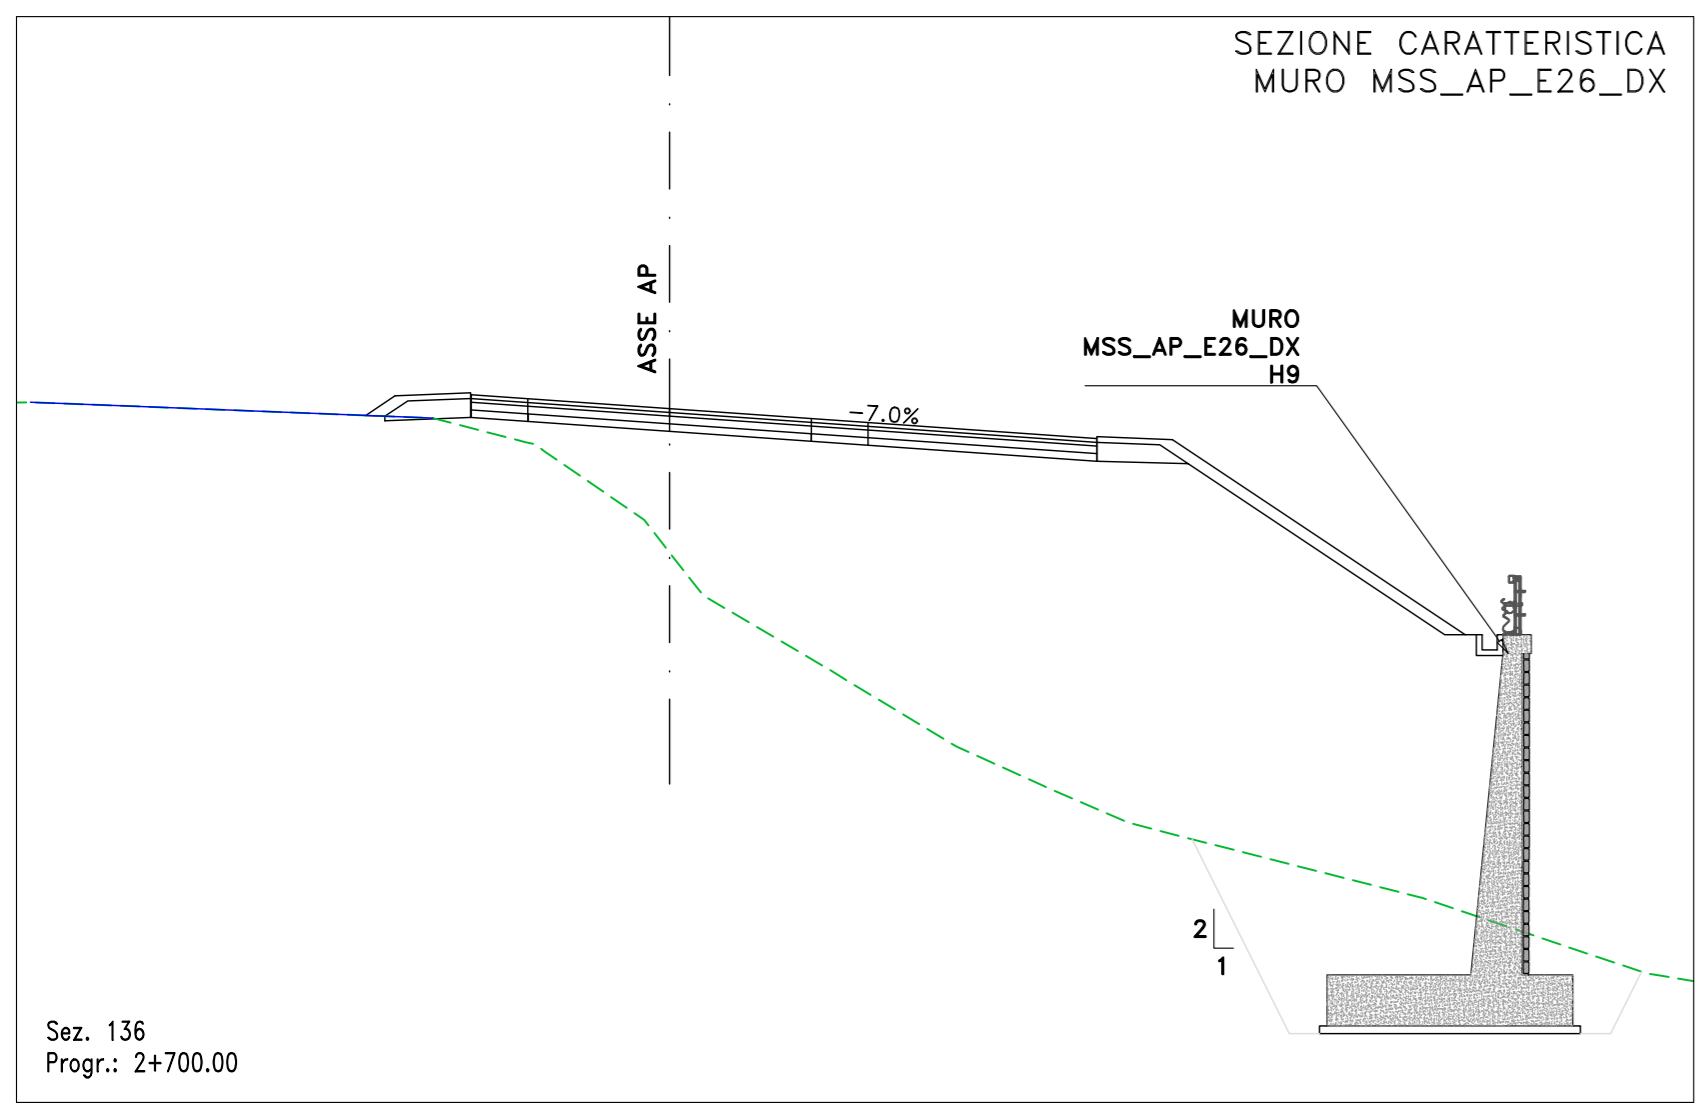 SEZIONE CARATTERISTICA
MURO MSS_AP_E26_DX
ASSE AP
MURO
MSS_AP_E26_DX
H9
-7.0%
2
1
Sez. 136
Progr.: 2+700.00